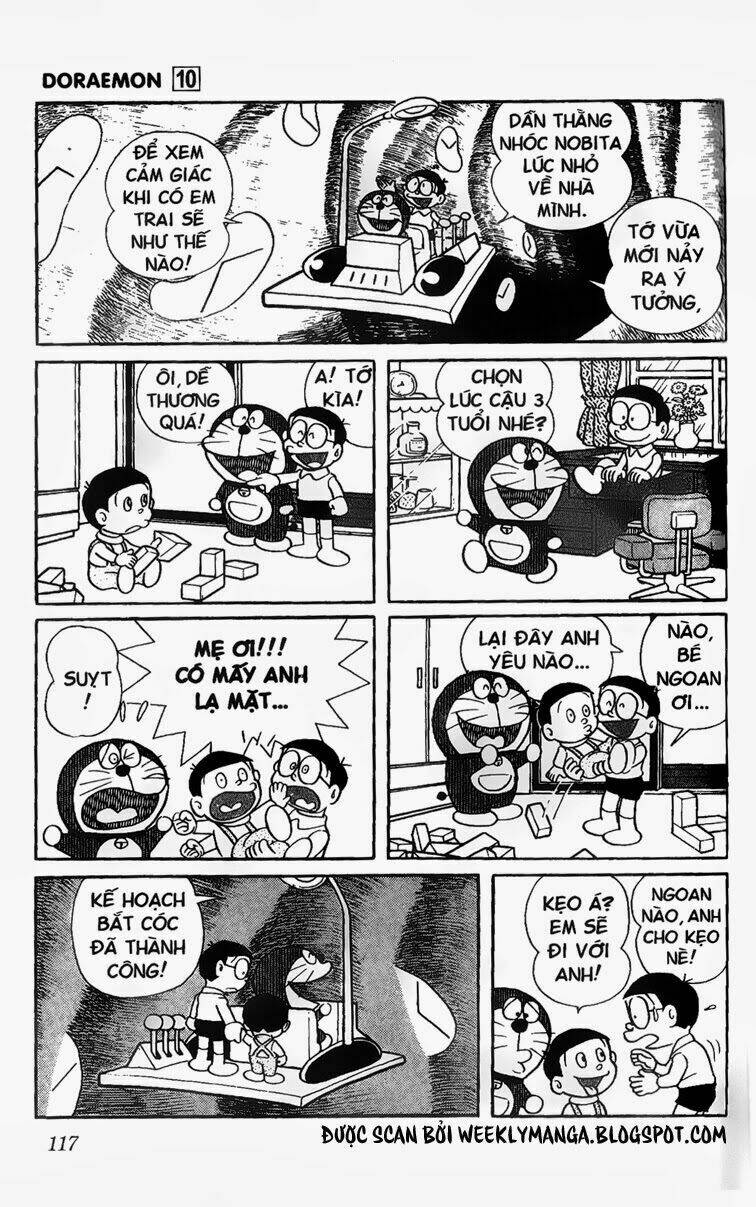 DORAEMON 10
TỚ VỪA
MỚI NẢY
RA Ý
TƯỞNG,
DẪN THẰNG
NHÓC NOBITA
LÚC NHỎ
VỀ NHÀ
MÌNH.
ĐỂ XEM
CẢM GIÁC
KHI CÓ EM
TRAI SẼ
NHƯ THẾ
NÀO!
CHỌN
LÚC CẬU 3
TUỔI NHÉ?
A! TỚ
KÌA!
ÔI, DỄ
THƯƠNG
QUÁ!
NÀO,
BÉ
NGOAN
ƠI...
LẠI ĐÂY ANH
YÊU NÀO...
MẸ ƠI!!!
CÓ MẤY ANH
LẠ MẶT...
SUỴT
!
NGOAN
NÀO, ANH
CHO KẸO
NÈ!
KẸO Á?
EM SẼ
ĐI VỚI
ANH!
KẾ HOẠCH
BẮT CÓC
ĐÃ THÀNH
CÔNG!
117
ĐƯỢC SCAN BỞI WEEKLYMANGA.BLOGSPOT.COM